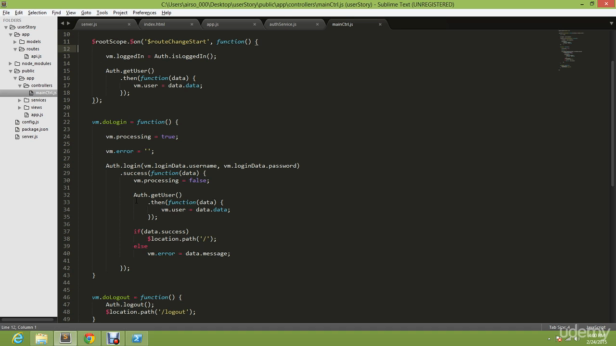 C:\Users\arso_000\Desktop\userStory\public\app\controllers\mainCtrl.js (userStory) - Sublime Text (UNREGISTERED)
File Edit Selection Find View Goto Tools Project Preferences Help
FOLDERS
userStory
app
models
routes
api.js
node_modules
public
app
controllers
mainCtrl.js
services
views
app.js
config.js
package.json
server.js
server.js
index.html
app.js
authService.js
mainCtrl.js
10
11 $rootScope.$on('$routeChangeStart', function() {
12
13 vm.loggedIn = Auth.isLoggedIn();
14
15 Auth.getUser()
16 .then(function(data) {
17 vm.user = data.data;
18 });
19 });
20
21
22 vm.doLogin = function() {
23
24 vm.processing = true;
25
26 vm.error = '';
27
28 Auth.login(vm.loginData.username, vm.loginData.password)
29 .success(function(data) {
30 vm.processing = false;
31
32 Auth.getUser()
33 .then(function(data) {
34 vm.user = data.data;
35 });
36
37 if(data.success)
38 $location.path('/');
39 else
40 vm.error = data.message;
41
42 });
43 }
44
45
46 vm.doLogout = function() {
47 Auth.logout();
48 $location.path('/logout');
49 }
Line 12, Column 1
Tab Size: 4
JavaScript
udemy